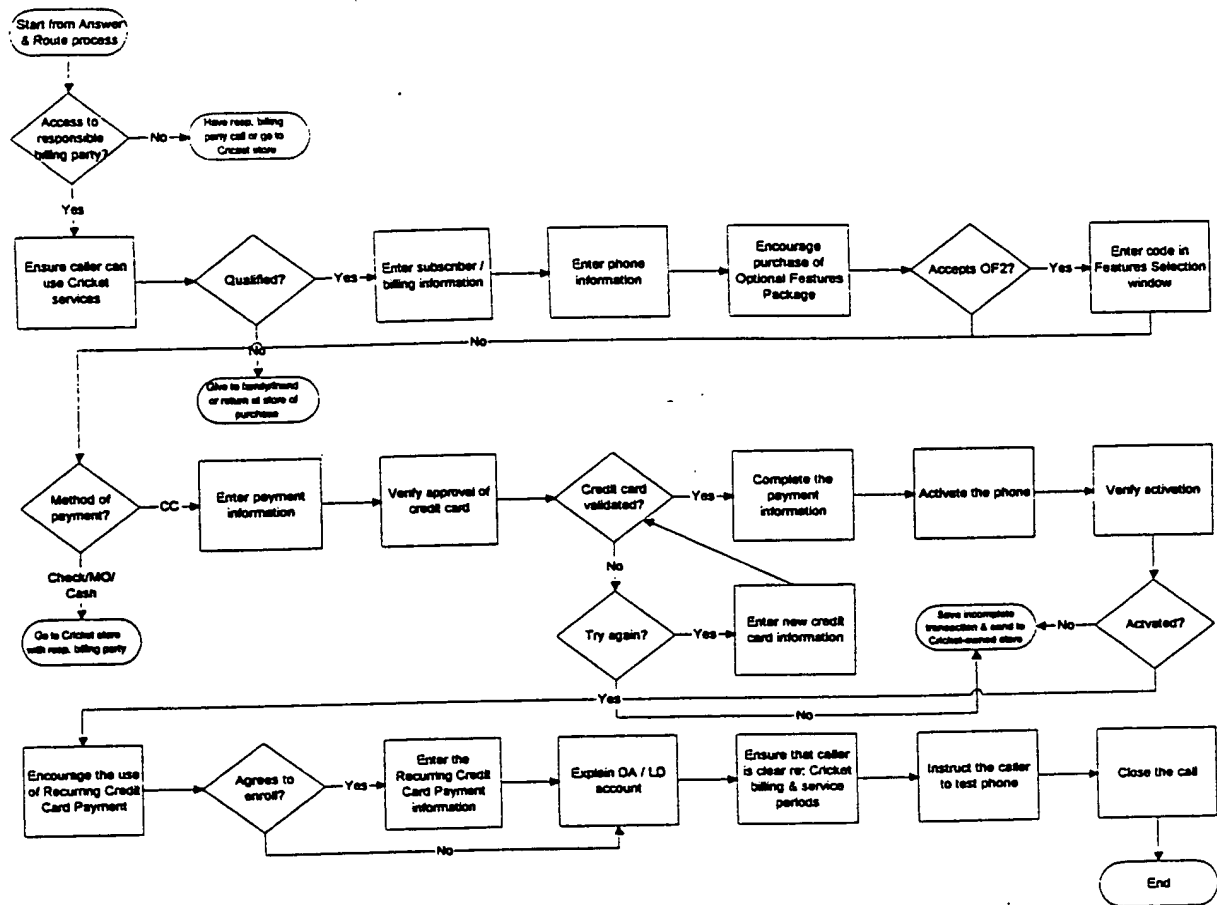 Start from Answer
& Route process
Access to
responsible
billing party?
No
Have resp. billing
party call or go to
Cricket store
Yes
Ensure caller can
use Cricket
services
Qualified?
Yes
Enter subscriber /
billing information
Enter phone
information
Encourage
purchase of
Optional Features
Package
Accepts OF2?
Yes
Enter code in
Features Selection
window
No
No
Give to family/friend
or return at store of
purchase
Method of
payment?
CC
Enter payment
information
Verify approval of
credit card
Credit card
validated?
Yes
Complete the
payment
information
Activate the phone
Verify activation
Check/MO/
Cash
Go to Cricket store
with resp. billing party
No
Try again?
Yes
Enter new credit
card information
Save incomplete
transaction & send to
Cricket-owned store
No
Activated?
Yes
No
Encourage the use
of Recurring Credit
Card Payment
Agrees to
enroll?
Yes
Enter the
Recurring Credit
Card Payment
information
Explain DA / LD
account
Ensure that caller
is clear re: Cricket
billing & service
periods
Instruct the caller
to test phone
Close the call
No
End